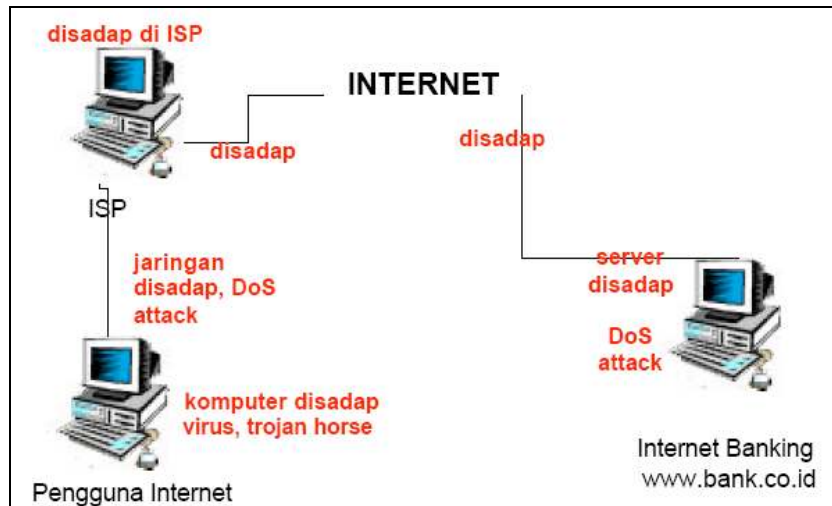 disadap di ISP
INTERNET
disadap
disadap
ISP
jaringan
disadap, DoS
attack
server
disadap
DoS
attack
komputer disadap
virus, trojan horse
Internet Banking
www.bank.co.id
Pengguna Internet